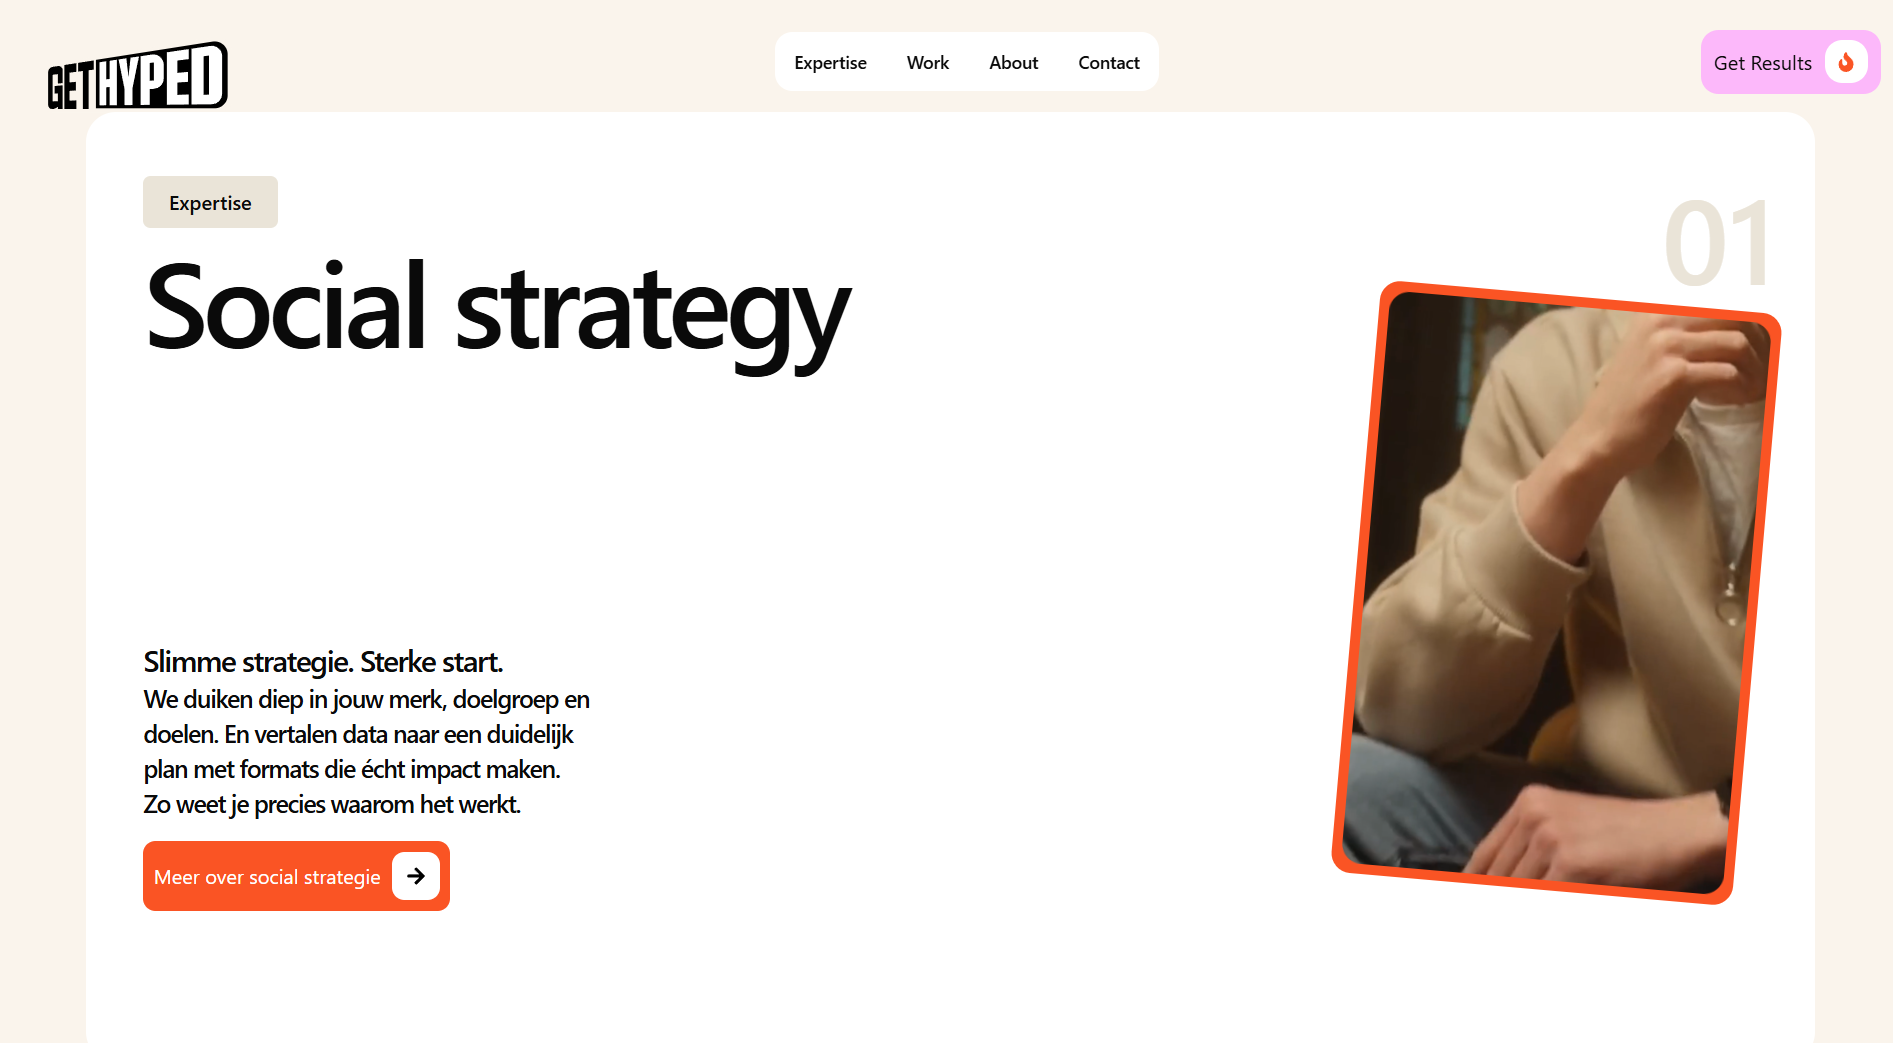 GETHYPED
Expertise Work About Contact
Get Results
Expertise
01
Social strategy
Slimme strategie. Sterke start.
We duiken diep in jouw merk, doelgroep en
doelen. En vertalen data naar een duidelijk
plan met formats die écht impact maken.
Zo weet je precies waarom het werkt.
Meer over social strategie